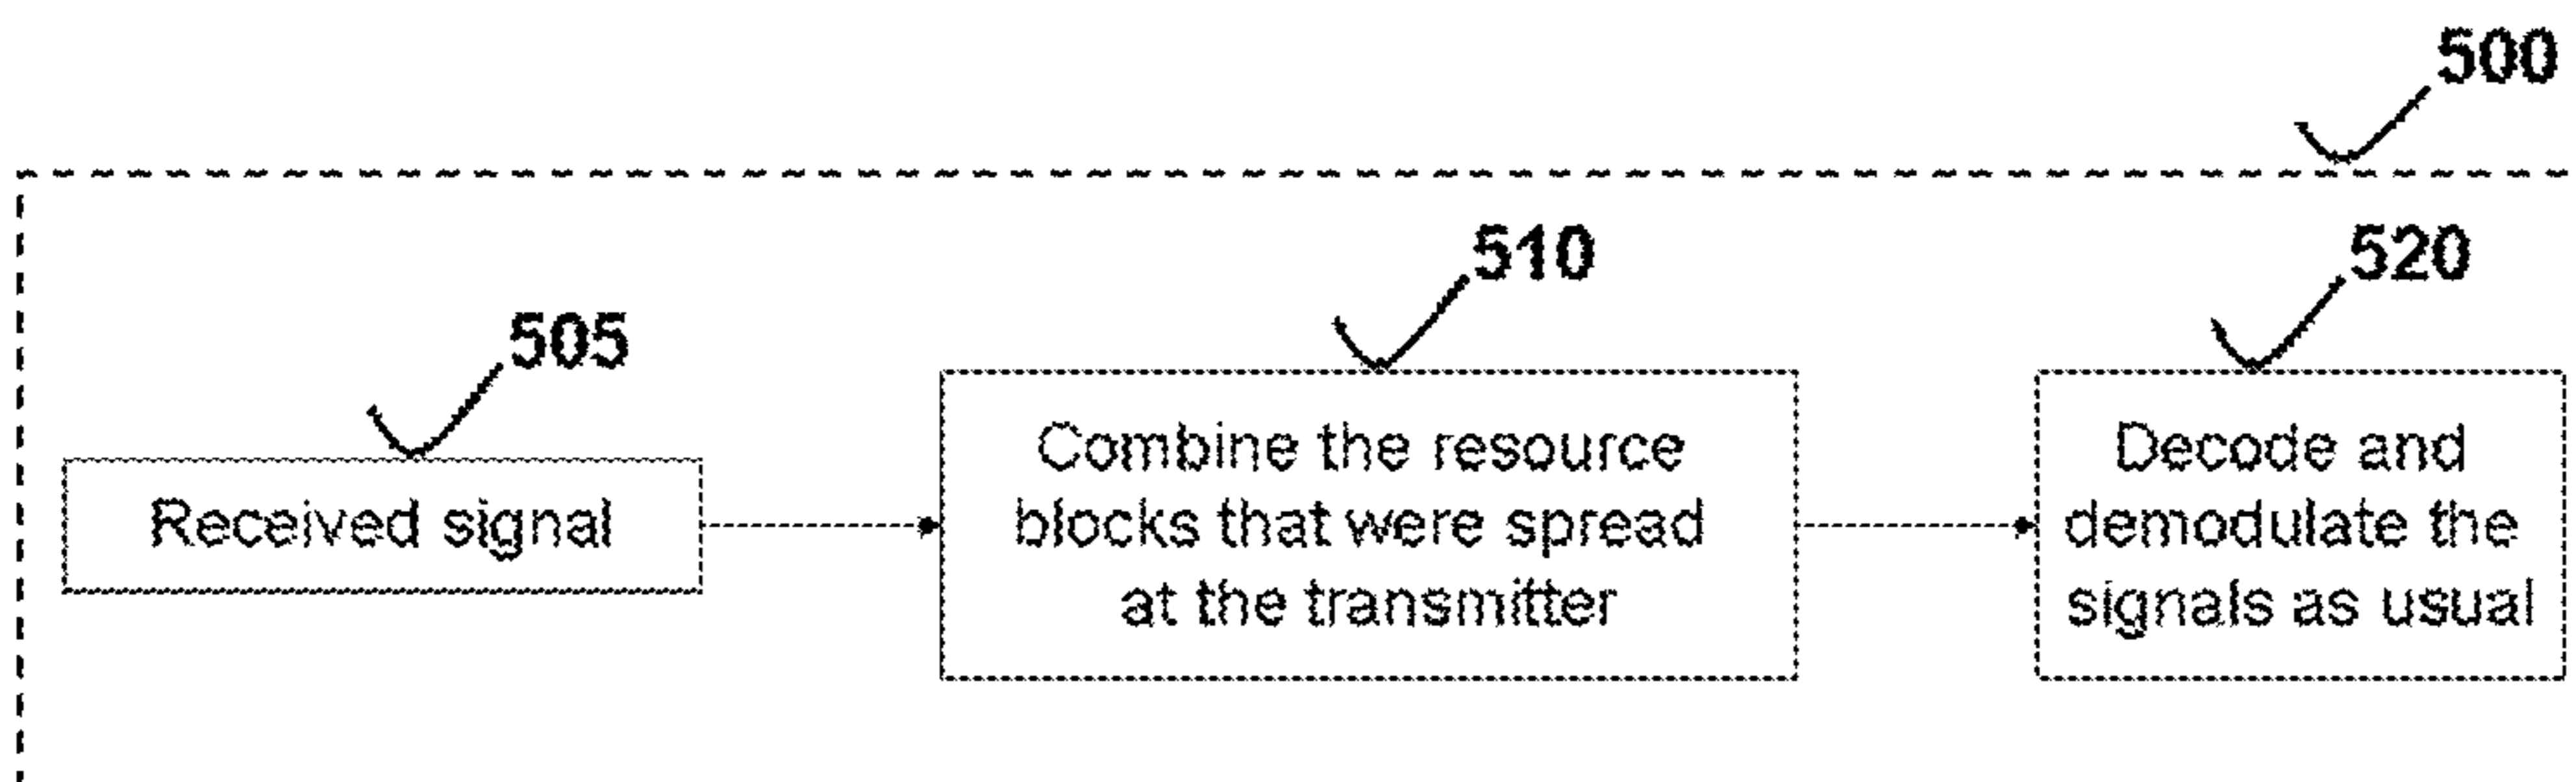 500
510
520
505
Received signal
Combine the resource
blocks that were spread
at the transmitter
Decode and
demodulate the
signals as usual